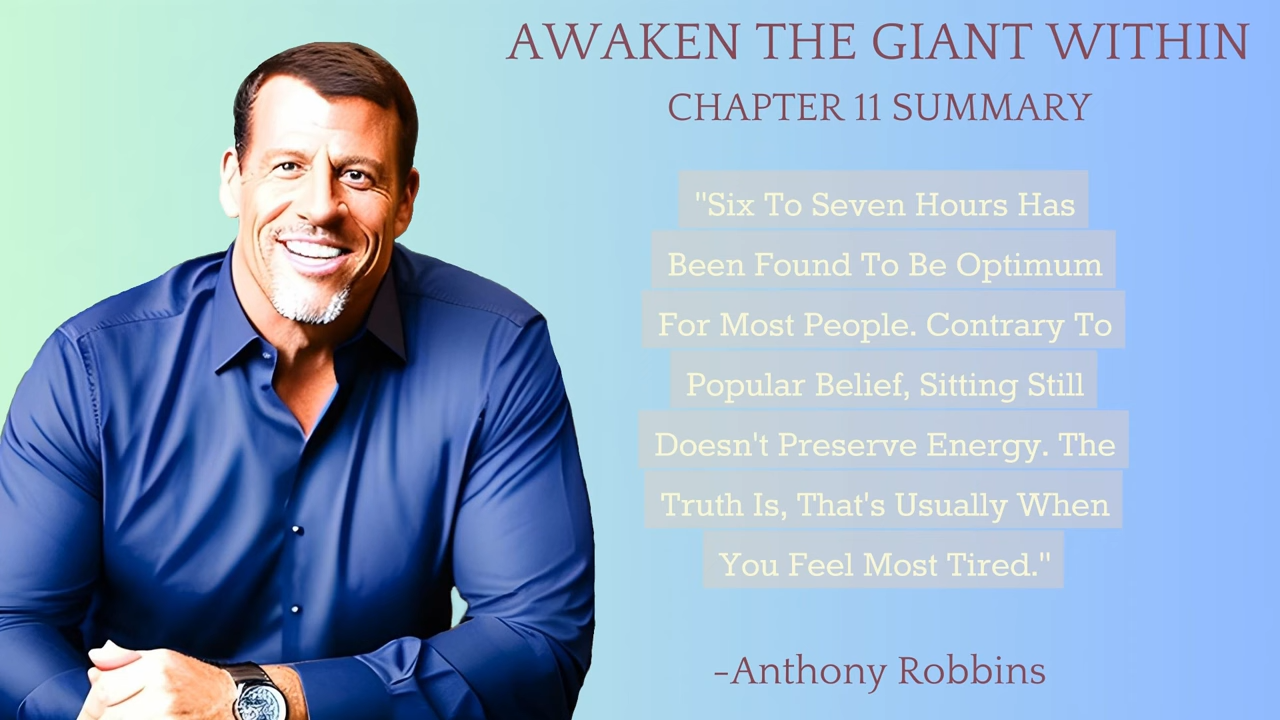 AWAKEN THE GIANT WITHIN
CHAPTER 11 SUMMARY
"Six To Seven Hours Has
Been Found To Be Optimum
For Most People. Contrary To
Popular Belief, Sitting Still
Doesn't Preserve Energy. The
Truth Is, That's Usually When
You Feel Most Tired."
-Anthony Robbins